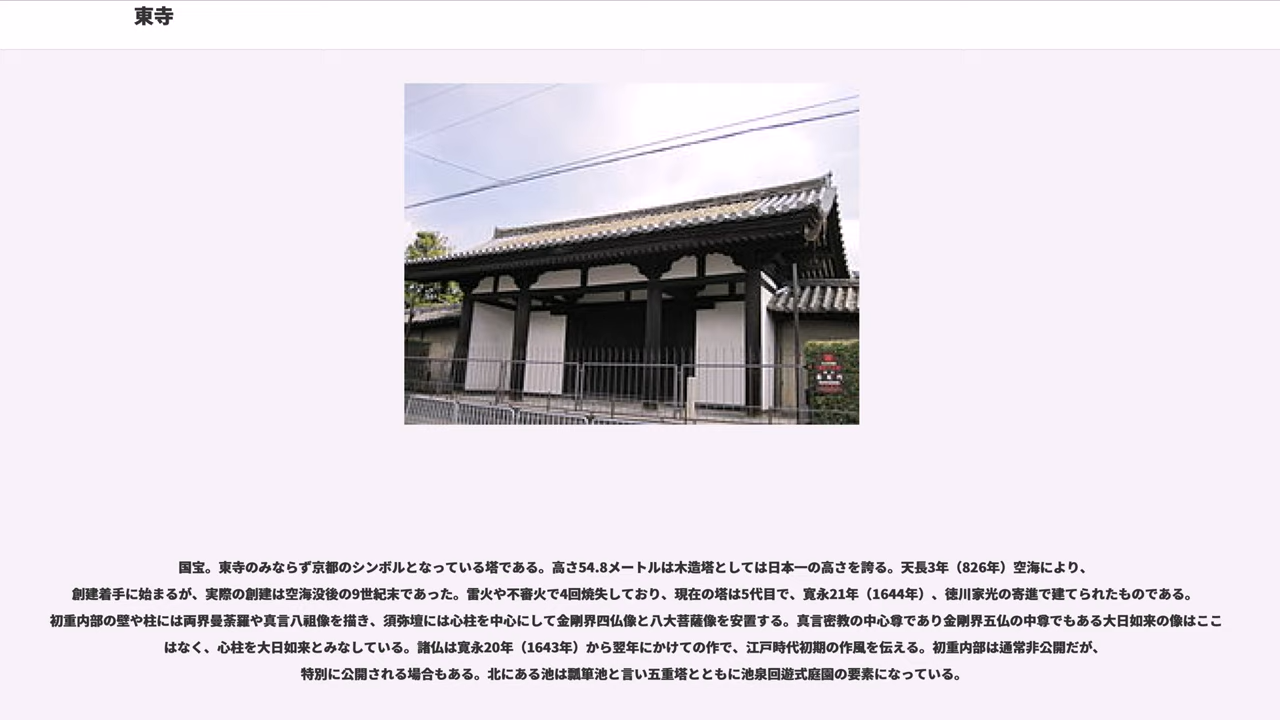 東寺
国宝。東寺のみならず京都のシンボルとなっている塔である。高さ54.8メートルは木造塔としては日本一の高さを誇る。天長3年（826年）空海により、
創建着手に始まるが、実際の創建は空海没後の9世紀末であった。雷火や不審火で4回焼失しており、現在の塔は5代目で、寛永21年（1644年）、徳川家光の寄進で建てられたものである。
初重内部の壁や柱には両界曼荼羅や真言八祖像を描き、須弥壇には心柱を中心にして金剛界四仏像と八大菩薩像を安置する。真言密教の中心尊であり金剛界五仏の中尊でもある大日如来の像はここ
はなく、心柱を大日如来とみなしている。諸仏は寛永20年（1643年）から翌年にかけての作で、江戸時代初期の作風を伝える。初重内部は通常非公開だが、
特別に公開される場合もある。北にある池は瓢箪池と言い五重塔とともに池泉回遊式庭園の要素になっている。